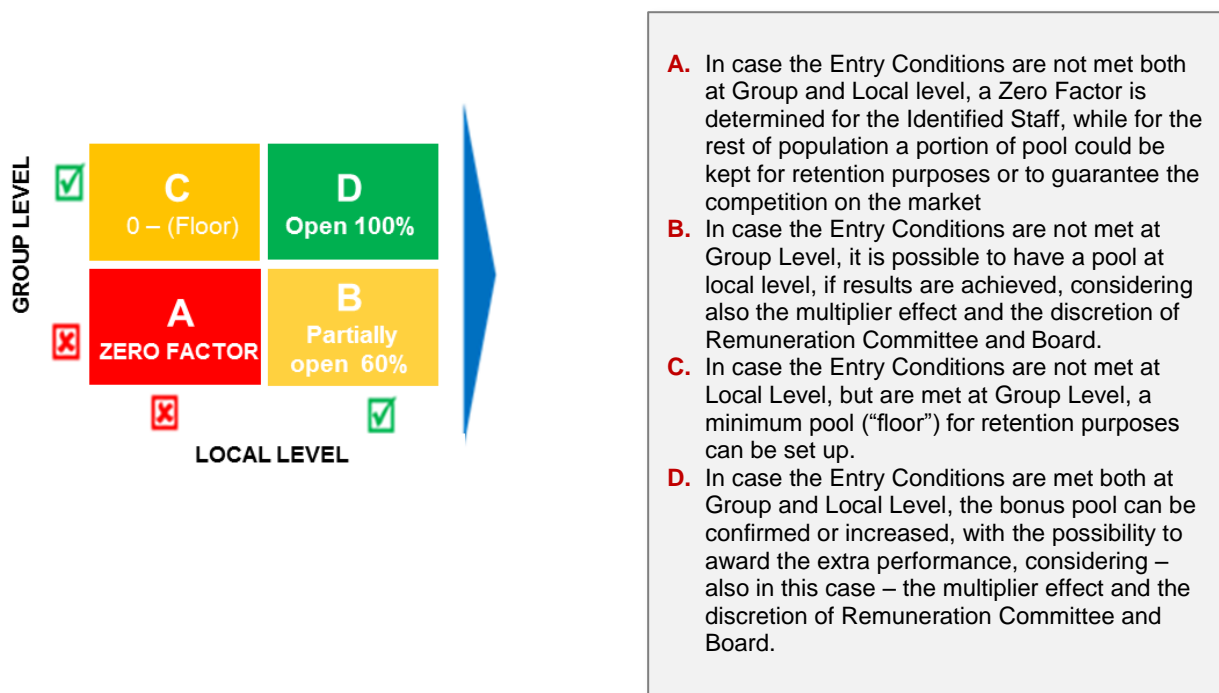 GROUP LEVEL
C
0 – (Floor)
D
Open 100%
A
ZERO FACTOR
B
Partially
open 60%
LOCAL LEVEL
A. In case the Entry Conditions are not met both
at Group and Local level, a Zero Factor is
determined for the Identified Staff, while for the
rest of population a portion of pool could be
kept for retention purposes or to guarantee the
competition on the market
B. In case the Entry Conditions are not met at
Group Level, it is possible to have a pool at
local level, if results are achieved, considering
also the multiplier effect and the discretion of
Remuneration Committee and Board.
C. In case the Entry Conditions are not met at
Local Level, but are met at Group Level, a
minimum pool (“floor”) for retention purposes
can be set up.
D. In case the Entry Conditions are met both at
Group and Local Level, the bonus pool can be
confirmed or increased, with the possibility to
award the extra performance, considering –
also in this case – the multiplier effect and the
discretion of Remuneration Committee and
Board.